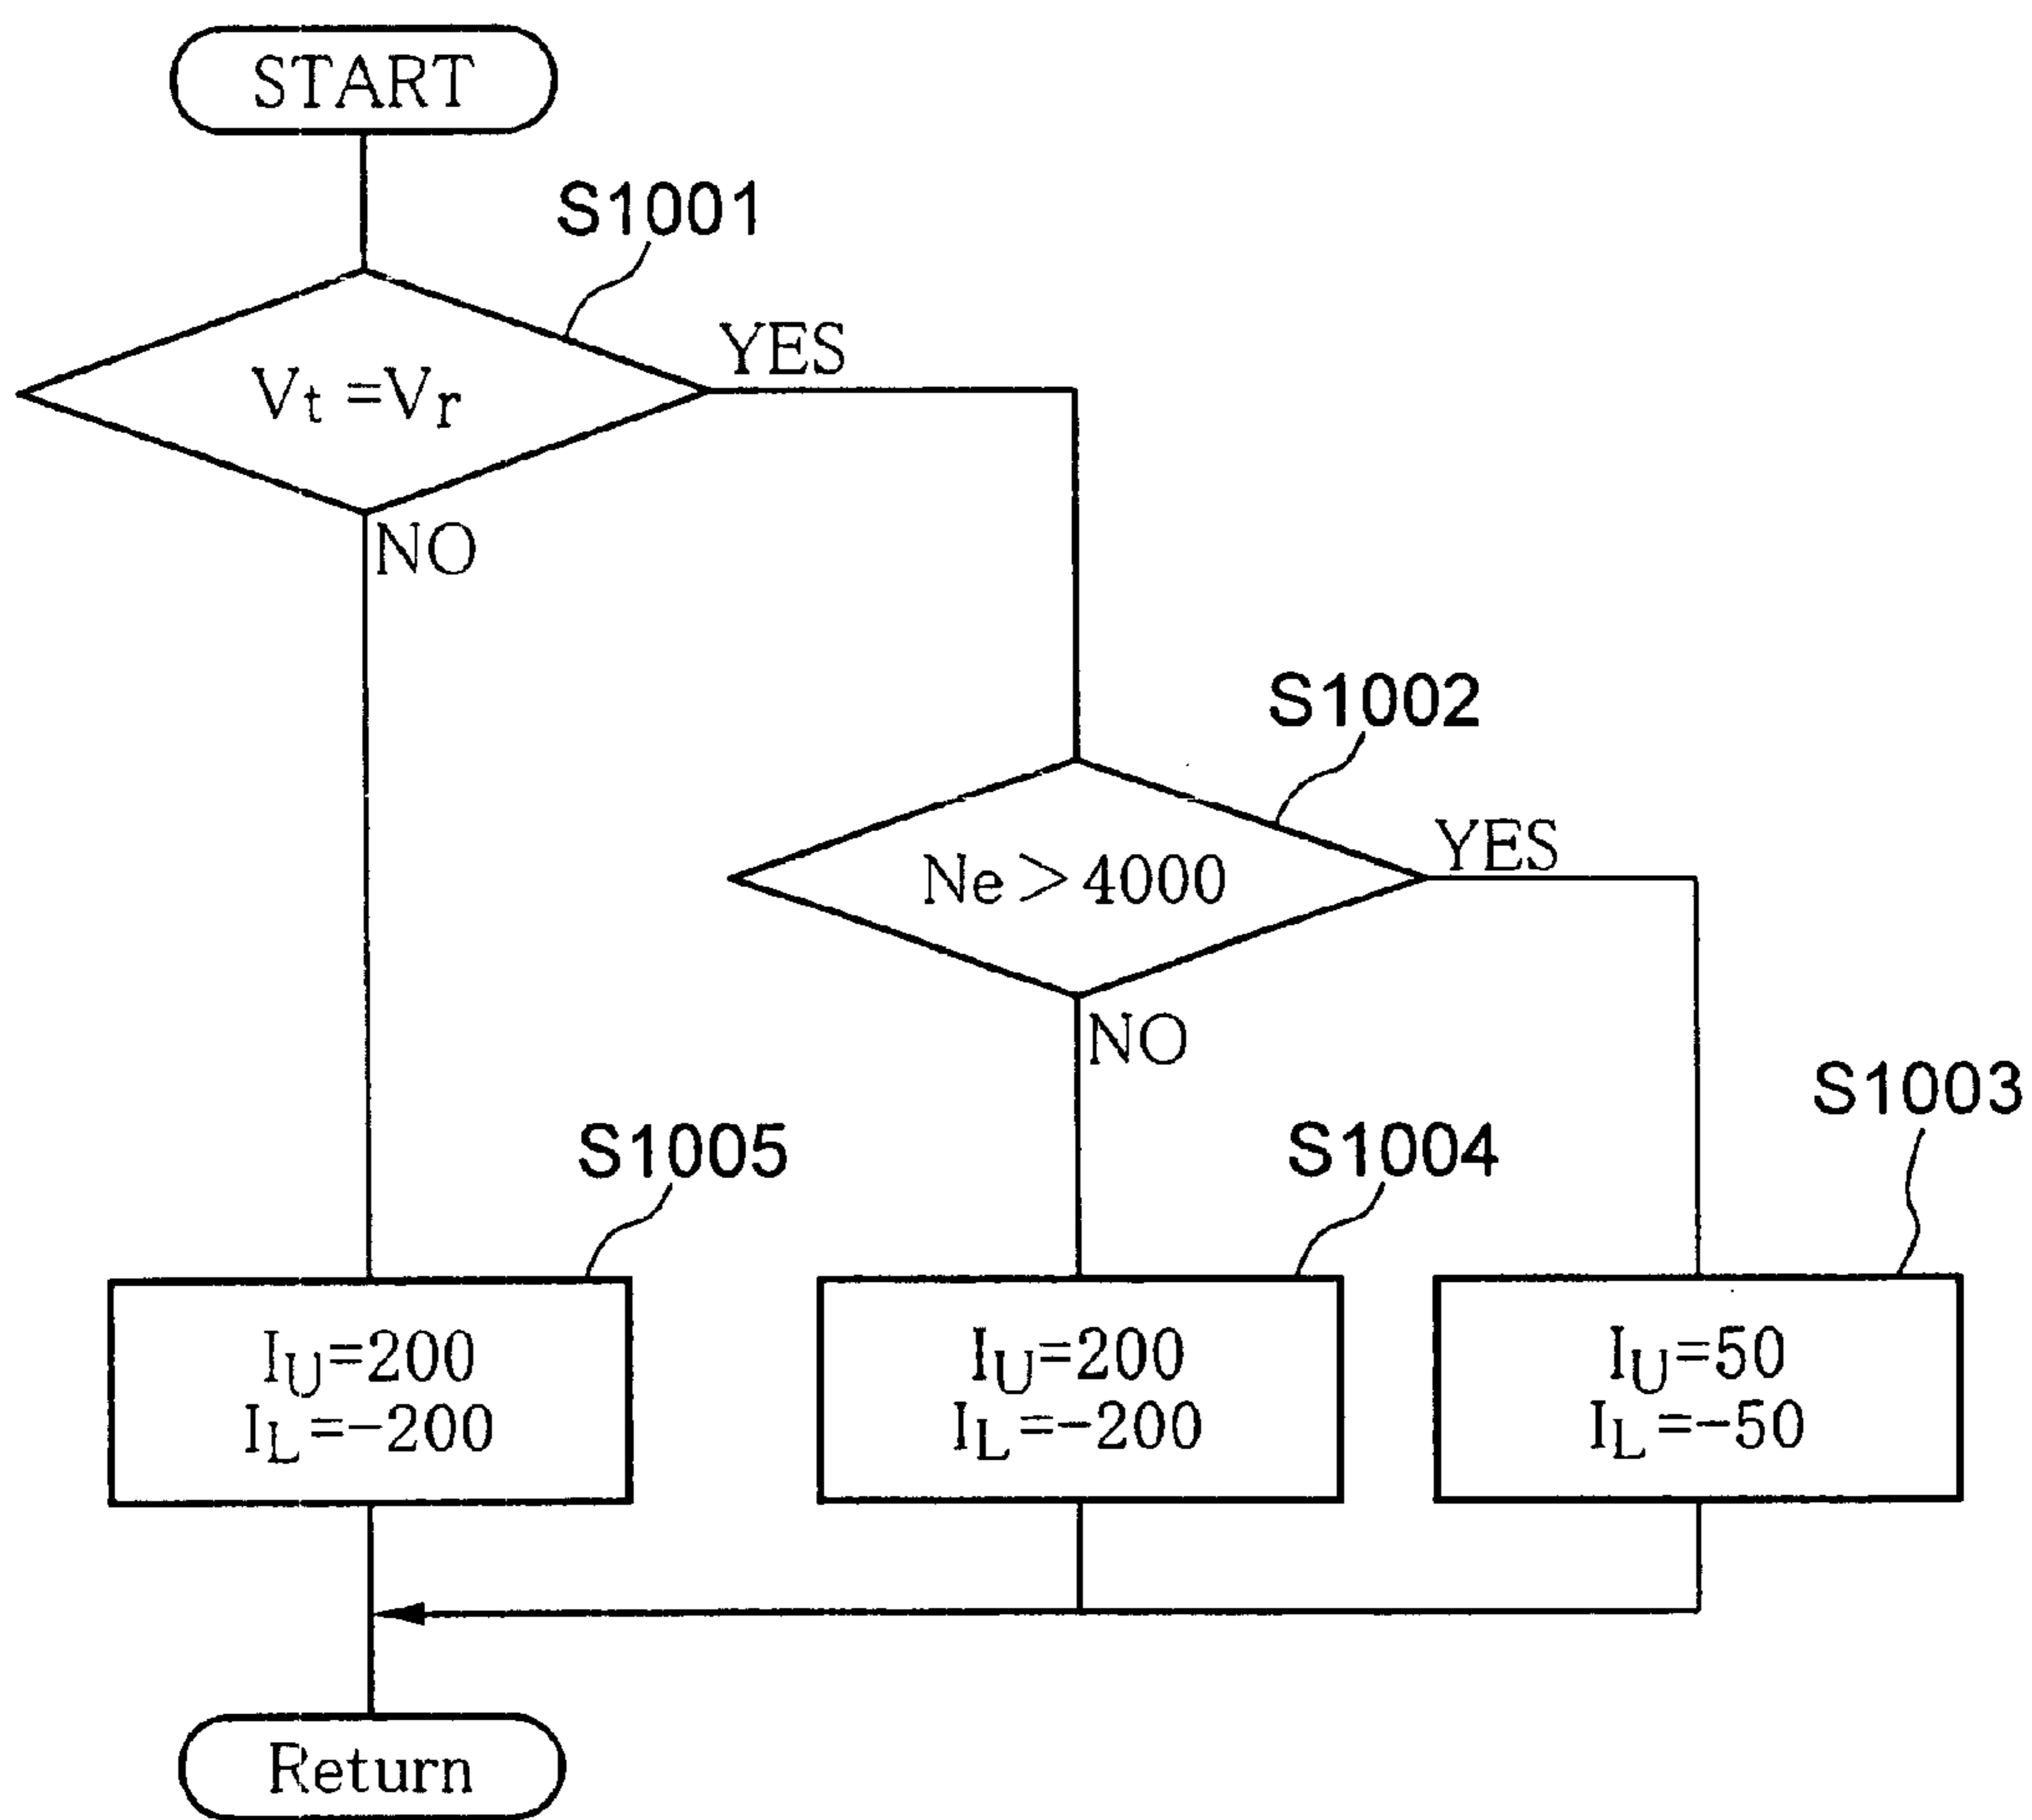 START
S1001
YES
Vt=Vr
NO
S1002
YES
Ne>4000
NO
S1003
S1005
S1004
IU=200
IL=-200
IU=200
IL=-200
IU=50
IL=-50
Return